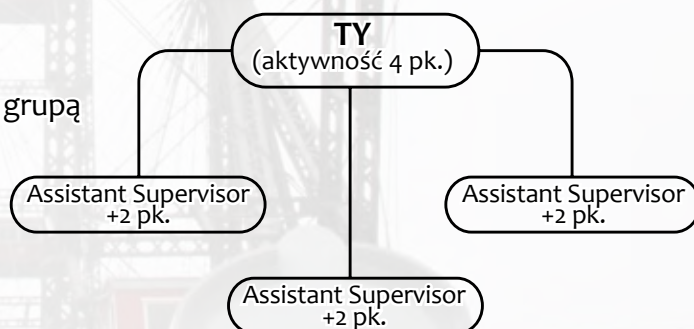 TY
(aktywność 4 pk.)
grupą
Assistant Supervisor
+2 pk.
Assistant Supervisor
+2 pk.
Assistant Supervisor
+2 pk.